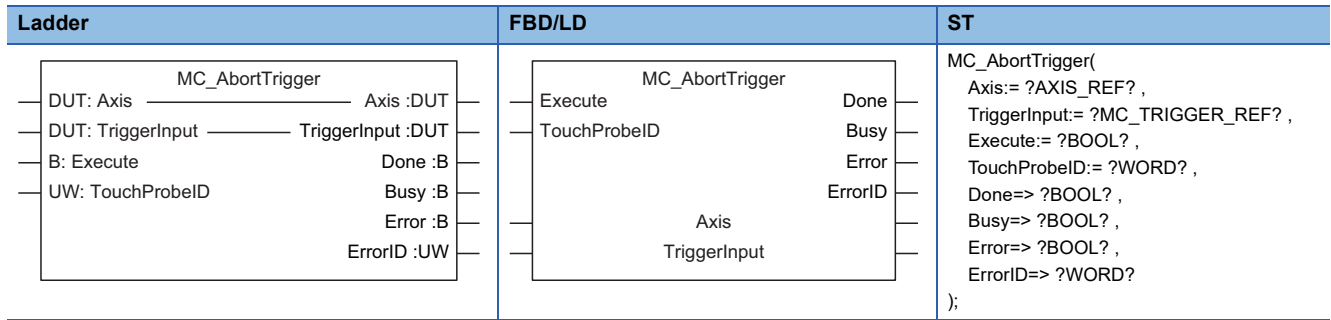 Ladder
FBD/LD
ST
MC_AbortTrigger
DUT: Axis Axis :DUT
DUT: TriggerInput TriggerInput :DUT
B: Execute Done :B
UW: TouchProbeID Busy :B
Error :B
ErrorID :UW
MC_AbortTrigger
Execute Done
TouchProbeID Busy
Error
ErrorID
Axis
TriggerInput
MC_AbortTrigger(
Axis:= ?AXIS_REF? ,
TriggerInput:= ?MC_TRIGGER_REF? ,
Execute:= ?BOOL? ,
TouchProbeID:= ?WORD? ,
Done=> ?BOOL? ,
Busy=> ?BOOL? ,
Error=> ?BOOL? ,
ErrorID=> ?WORD?
);